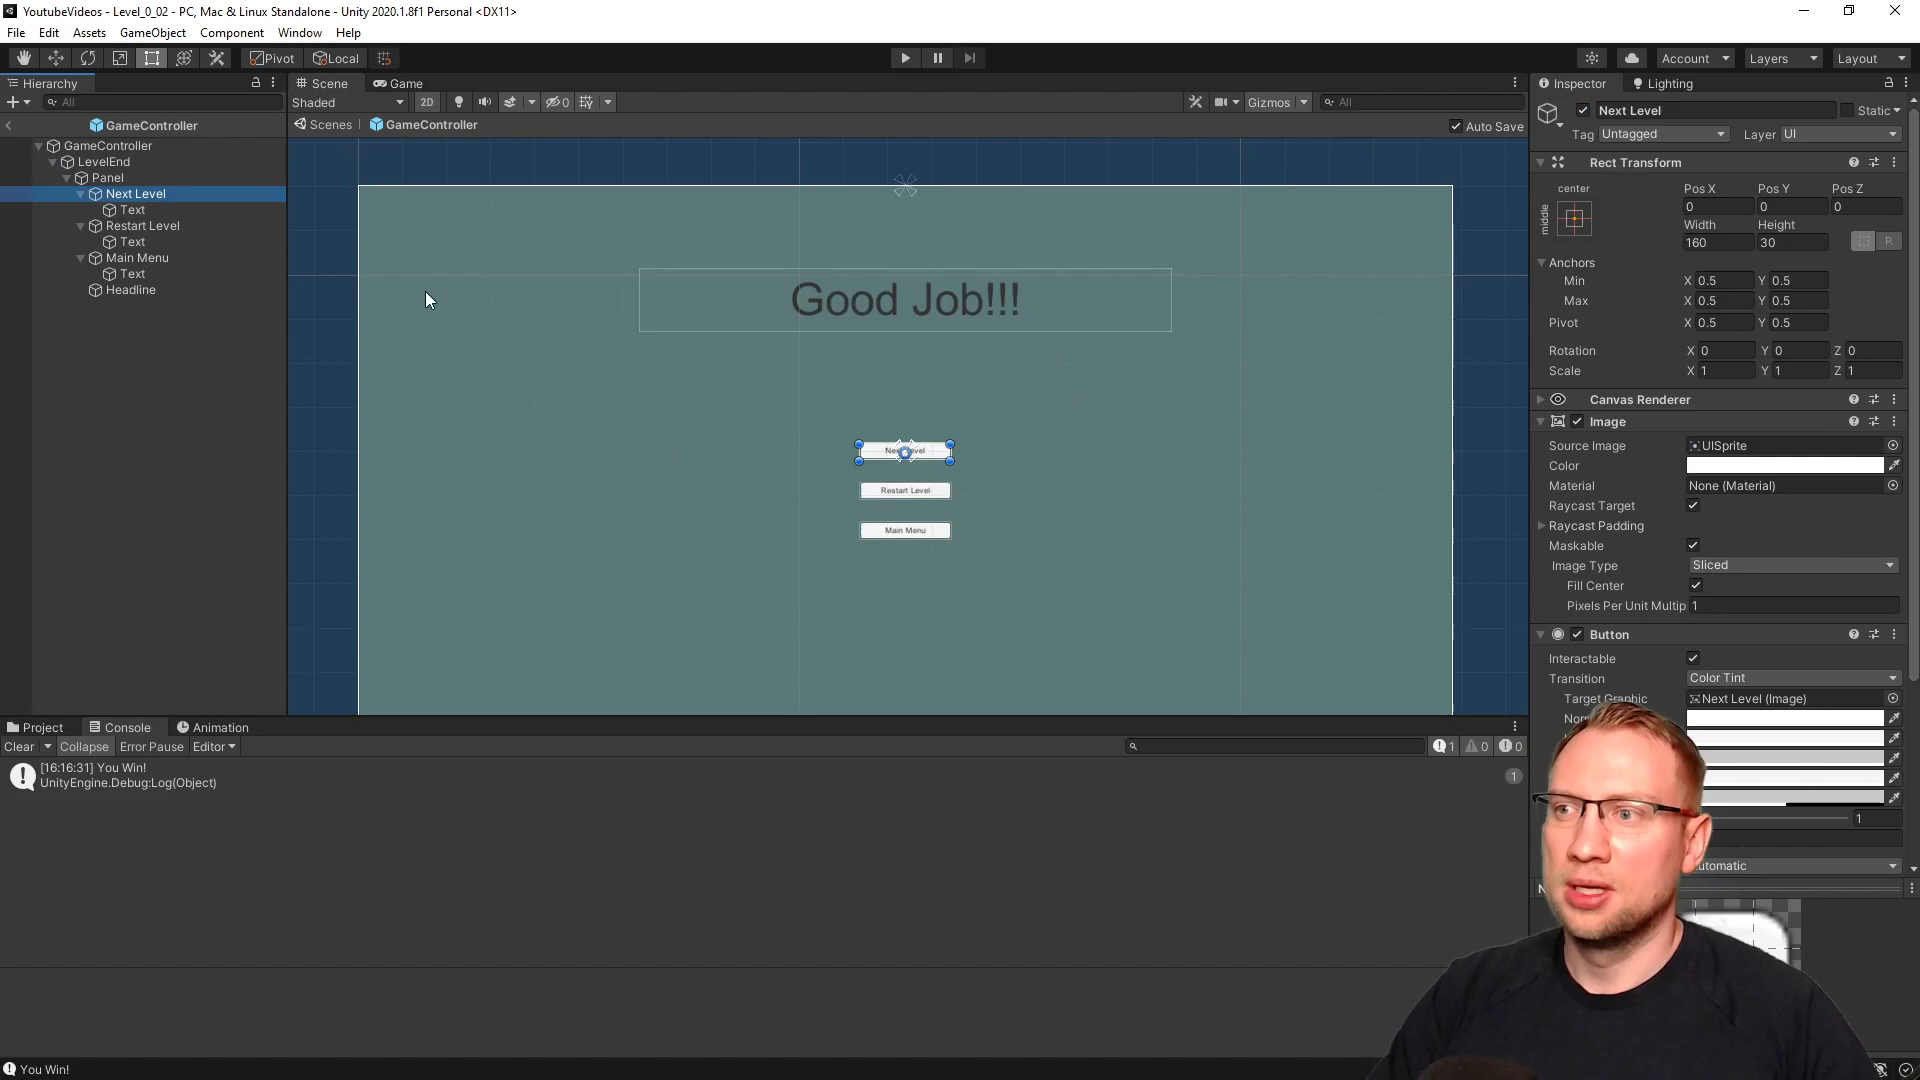 YoutubeVideos - Level_0_02 - PC, Mac & Linux Standalone - Unity 2020.1.8f1 Personal <DX11>
File Edit Assets GameObject Component Window Help
Pivot Local Account Layers Layout
Hierarchy
All
GameController
GameController
LevelEnd
Panel
Next Level
Text
Restart Level
Text
Main Menu
Text
Headline
Scene Game
Shaded 2D 0 Gizmos All
Scenes GameController Auto Save
Good Job!!!
Restart Level
Main Menu
Inspector Lighting
Next Level Static
Tag Untagged Layer UI
Rect Transform
center
middle
Pos X Pos Y Pos Z
0 0 0
Width Height
160 30 R
Anchors
Min X 0.5 Y 0.5
Max X 0.5 Y 0.5
Pivot X 0.5 Y 0.5
Rotation X 0 Y 0 Z 0
Scale X 1 Y 1 Z 1
Canvas Renderer
Image
Source Image UISprite
Color
Material None (Material)
Raycast Target
Raycast Padding
Maskable
Image Type Sliced
Fill Center
Pixels Per Unit Multip 1
Button
Interactable
Transition Color Tint
Target Graphic Next Level (Image)
1
Project Console Animation
Clear Collapse Error Pause Editor 1 0 0
[16:16:31] You Win!
UnityEngine.Debug:Log(Object)
1
You Win!